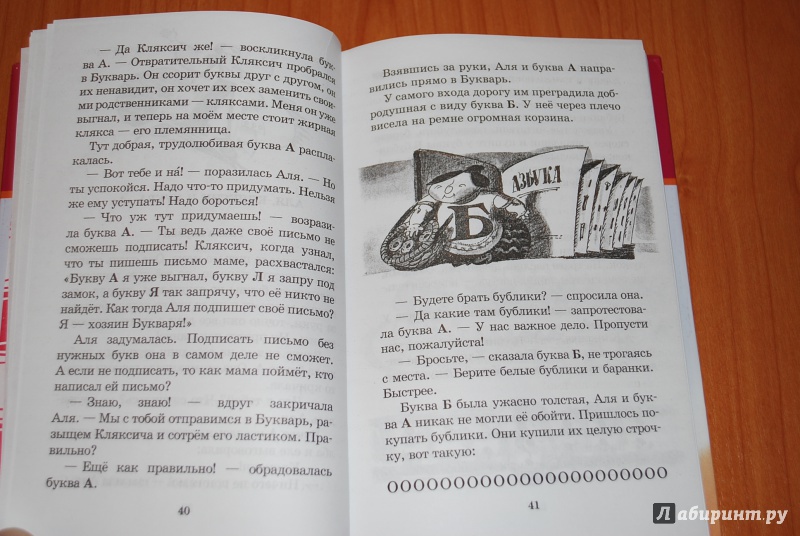 — Да Кляксич же! — воскликнула бук-
ва А. — Отвратительный Кляксич пробрался
в Букварь. Он ссорит буквы друг с другом, он
их ненавидит, он хочет их всех заменить свои-
ми родственниками — кляксами. Меня он уже
выгнал, и теперь на моём месте стоит жирная
клякса — его племянница.
Тут добрая, трудолюбивая буква А распла-
калась.
— Вот тебе и на́! — поразилась Аля. — Но
ты успокойся. Надо что-то придумать. Нельзя
же ему уступать! Надо бороться!
— Что уж тут придумаешь! — возрази-
ла буква А. — Ты ведь даже своё письмо не
сможешь подписать! Кляксич, когда узнал,
что ты пишешь письмо маме, расхвастался:
«Букву А я уже выгнал, букву Л я запру под
замок, а букву Я так запрячу, что её никто не
найдёт. Как тогда Аля подпишет своё письмо?
Я — хозяин Букваря!»
Аля задумалась. Подписать письмо без
нужных букв она в самом деле не сможет.
А если не подписать, то как мама поймёт, кто
написал ей письмо?
— Знаю, знаю! — вдруг закричала
Аля. — Мы с тобой отправимся в Букварь, ра-
зыщем Кляксича и сотрём его ластиком. Пра-
вильно?
— Ещё как правильно! — обрадовалась
буква А.
40
Взявшись за руки, Аля и буква А напра-
вились прямо в Букварь.
У самого входа дорогу им преградила доб-
родушная с виду буква Б. У неё через плечо
висела на ремне огромная корзина.
АЗБУКА
Б
— Будете брать бублики? — спросила она.
— Да какие там бублики! — запротесто-
вала буква А. — У нас важное дело. Пропусти
нас, пожалуйста!
— Бросьте, — сказала буква Б, не трогаясь
с места. — Берите белые бублики и баранки.
Быстрее.
Буква Б была ужасно толстая, Аля и бук-
ва А никак не могли её обойти. Пришлось по-
купать бублики. Они купили их целую строч-
ку, вот такую:
ООООООООООООООООООООО
41
Лабиринт.ру